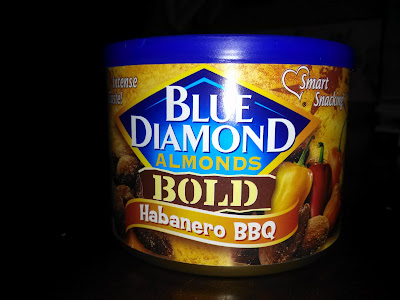 Intense
Smart
Snacking
BLUE
DIAMOND
ALMONDS
BOLD
Habanero BBQ